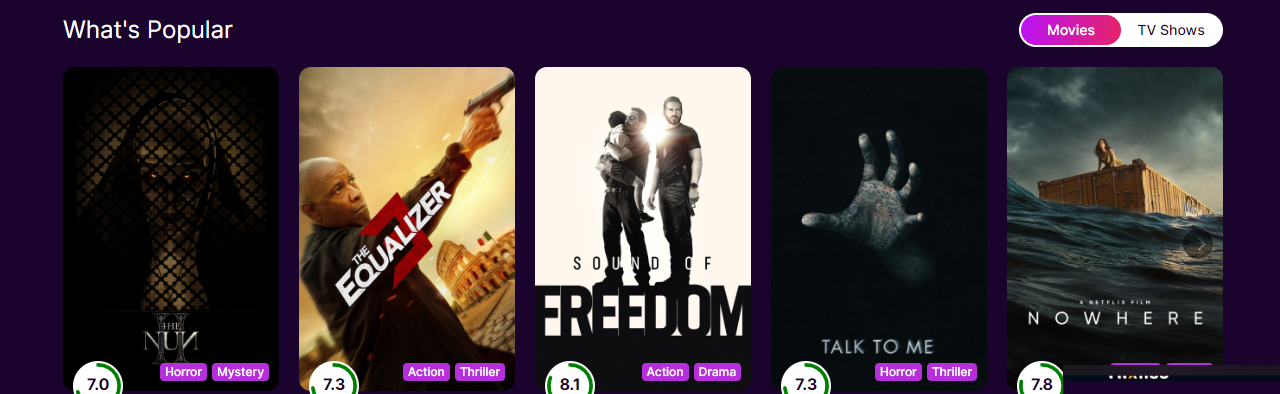 What's Popular
Movies
TV Shows
THE
NUN
II
Horror
Mystery
7.0
THE
EQUALIZER
3
Action
Thriller
7.3
SOUND OF
FREEDOM
Action
Drama
8.1
TALK TO ME
Horror
Thriller
7.3
A NETFLIX FILM
NOWHERE
7.8